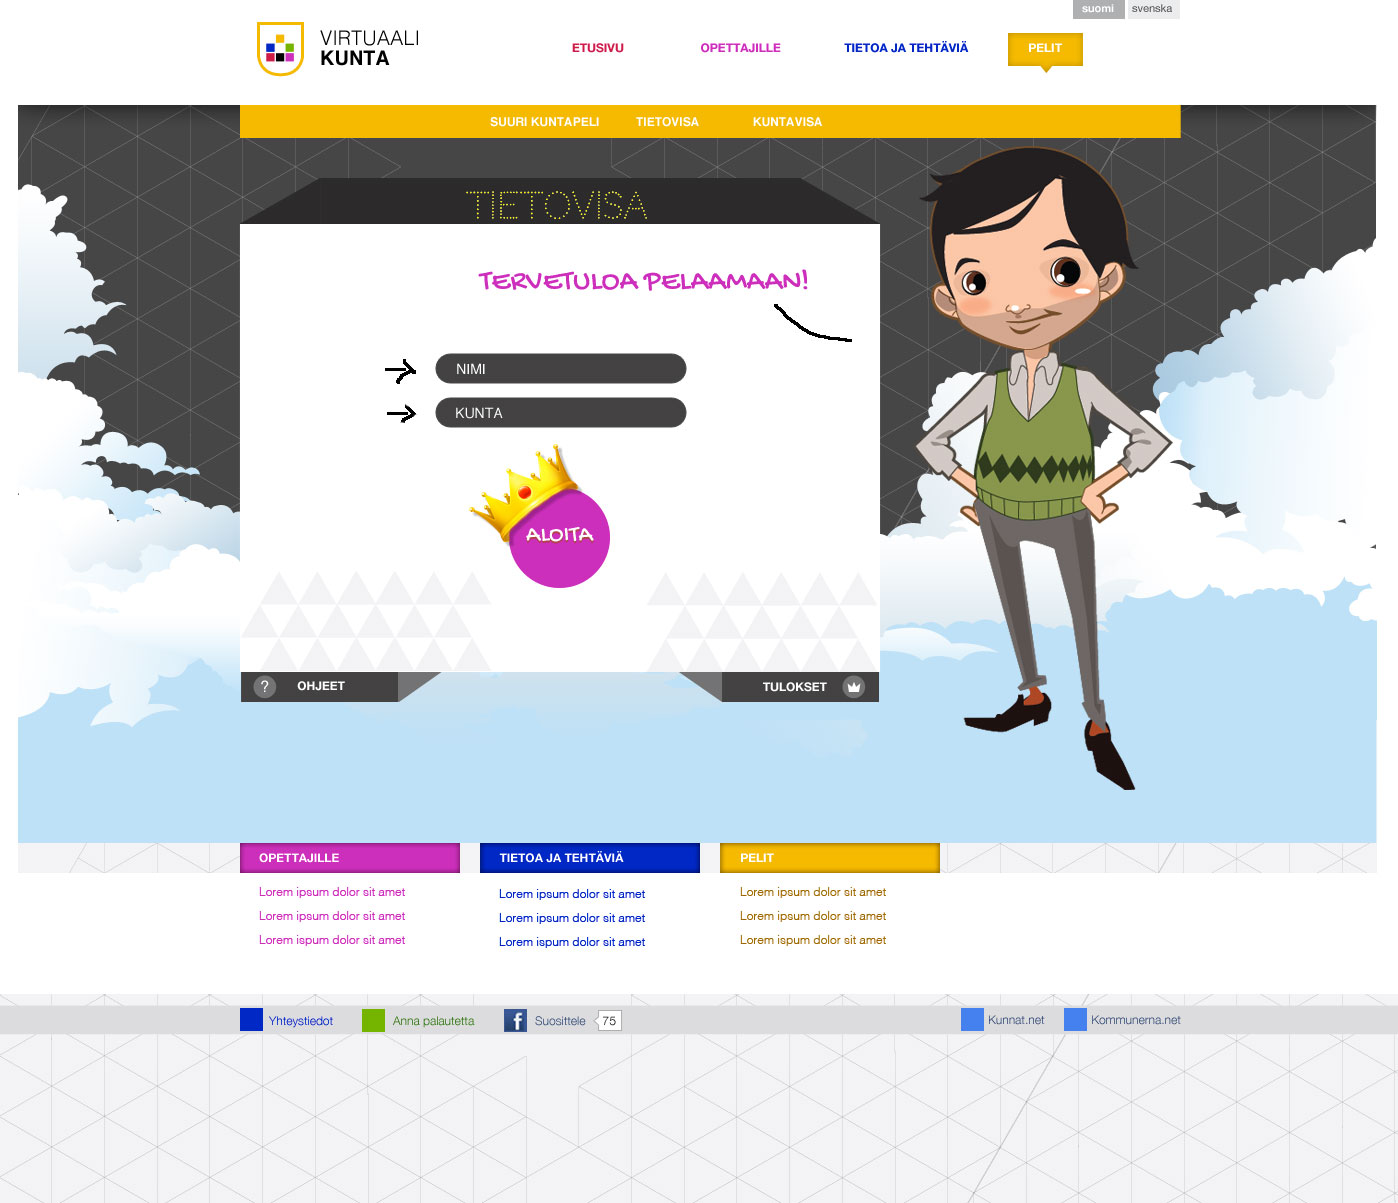 suomi svenska
VIRTUAALI
KUNTA
ETUSIVU OPETTAJILLE TIETOA JA TEHTÄVIÄ PELIT
SUURI KUNTAPELI TIETOVISA KUNTAVISA
TIETOVISA
TERVETULOA PELAAMAAN!
NIMI
KUNTA
ALOITA
? OHJEET TULOKSET
OPETTAJILLE TIETOA JA TEHTÄVIÄ PELIT
Lorem ipsum dolor sit amet Lorem ipsum dolor sit amet Lorem ipsum dolor sit amet
Lorem ipsum dolor sit amet Lorem ipsum dolor sit amet Lorem ipsum dolor sit amet
Lorem ispum dolor sit amet Lorem ispum dolor sit amet Lorem ispum dolor sit amet
Yhteystiedot Anna palautetta f Suosittele 75 Kunnat.net Kommunerna.net